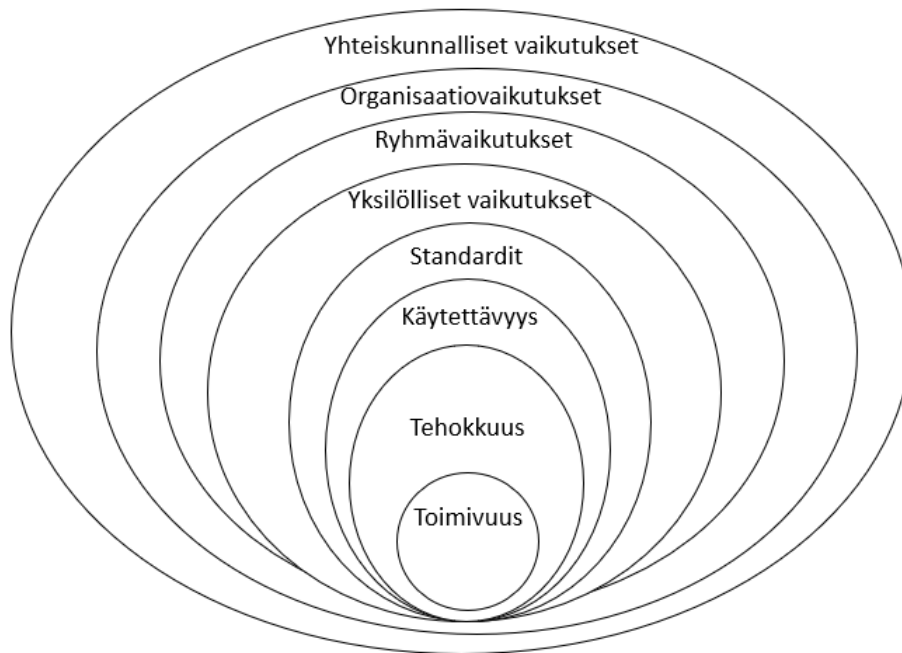 Yhteiskunnalliset vaikutukset
Organisaatiovaikutukset
Ryhmävaikutukset
Yksilölliset vaikutukset
Standardit
Käytettävyys
Tehokkuus
Toimivuus